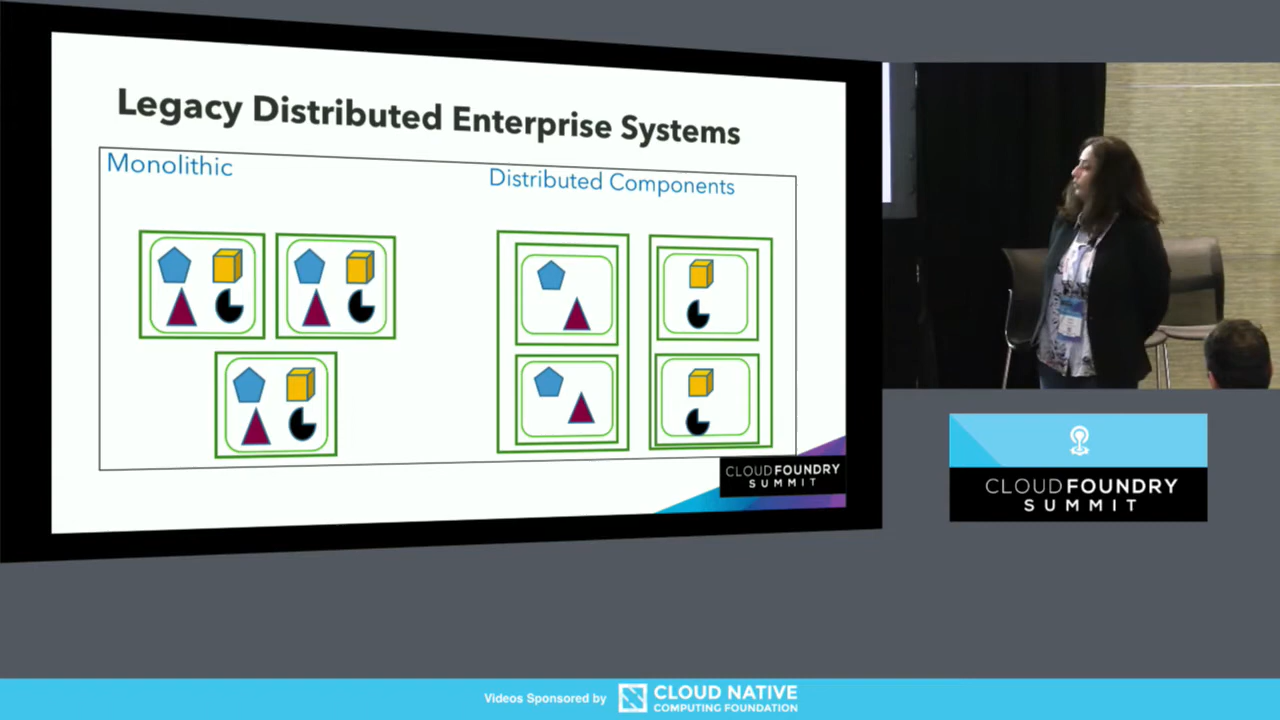 Legacy Distributed Enterprise Systems
Monolithic
Distributed Components
CLOUDFOUNDRY
SUMMIT
CLOUDFOUNDRY
SUMMIT
Videos Sponsored by
CLOUD NATIVE
COMPUTING FOUNDATION